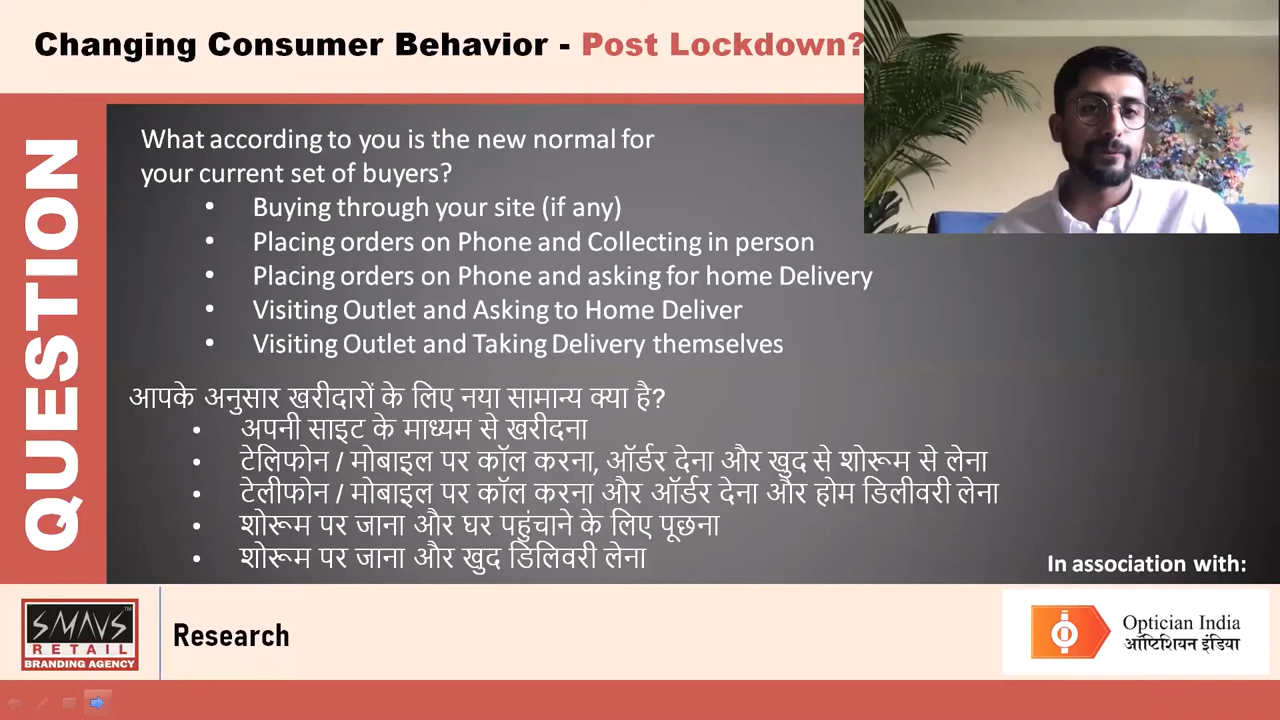 Changing Consumer Behavior - Post Lockdown?
QUESTION
What according to you is the new normal for
your current set of buyers?
• Buying through your site (if any)
• Placing orders on Phone and Collecting in person
• Placing orders on Phone and asking for home Delivery
• Visiting Outlet and Asking to Home Deliver
• Visiting Outlet and Taking Delivery themselves
आपके अनुसार खरीदारों के लिए नया सामान्य क्या है?
• अपनी साइट के माध्यम से खरीदना
• टेलिफोन / मोबाइल पर कॉल करना, ऑर्डर देना और खुद से शोरूम से लेना
• टेलीफोन / मोबाइल पर कॉल करना और ऑर्डर देना और होम डिलीवरी लेना
• शोरूम पर जाना और घर पहुंचाने के लिए पूछना
• शोरूम पर जाना और खुद डिलिवरी लेना
In association with:
SMAVS™
RETAIL
BRANDING AGENCY
Research
Optician India
ऑप्टिशियन इंडिया